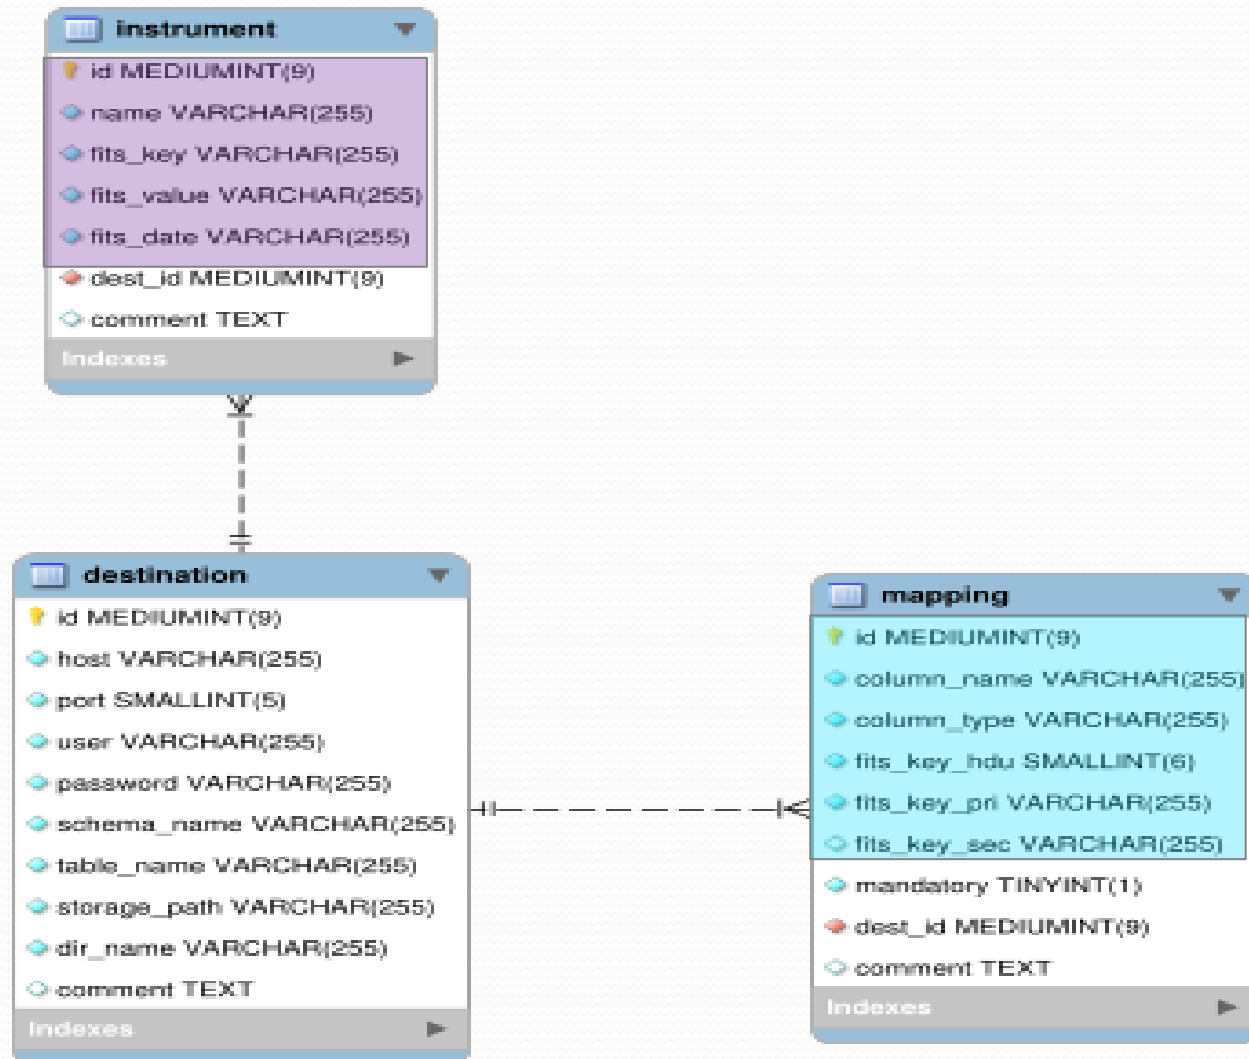 instrument
id MEDIUMINT(9)
name VARCHAR(255)
fits_key VARCHAR(255)
fits_value VARCHAR(255)
fits_date VARCHAR(255)
dest_id MEDIUMINT(9)
comment TEXT
Indexes
destination
id MEDIUMINT(9)
host VARCHAR(255)
port SMALLINT(5)
user VARCHAR(255)
password VARCHAR(255)
schema_name VARCHAR(255)
table_name VARCHAR(255)
storage_path VARCHAR(255)
dir_name VARCHAR(255)
comment TEXT
Indexes
mapping
id MEDIUMINT(9)
column_name VARCHAR(255)
column_type VARCHAR(255)
fits_key_hdu SMALLINT(6)
fits_key_pri VARCHAR(255)
fits_key_sec VARCHAR(255)
mandatory TINYINT(1)
dest_id MEDIUMINT(9)
comment TEXT
Indexes